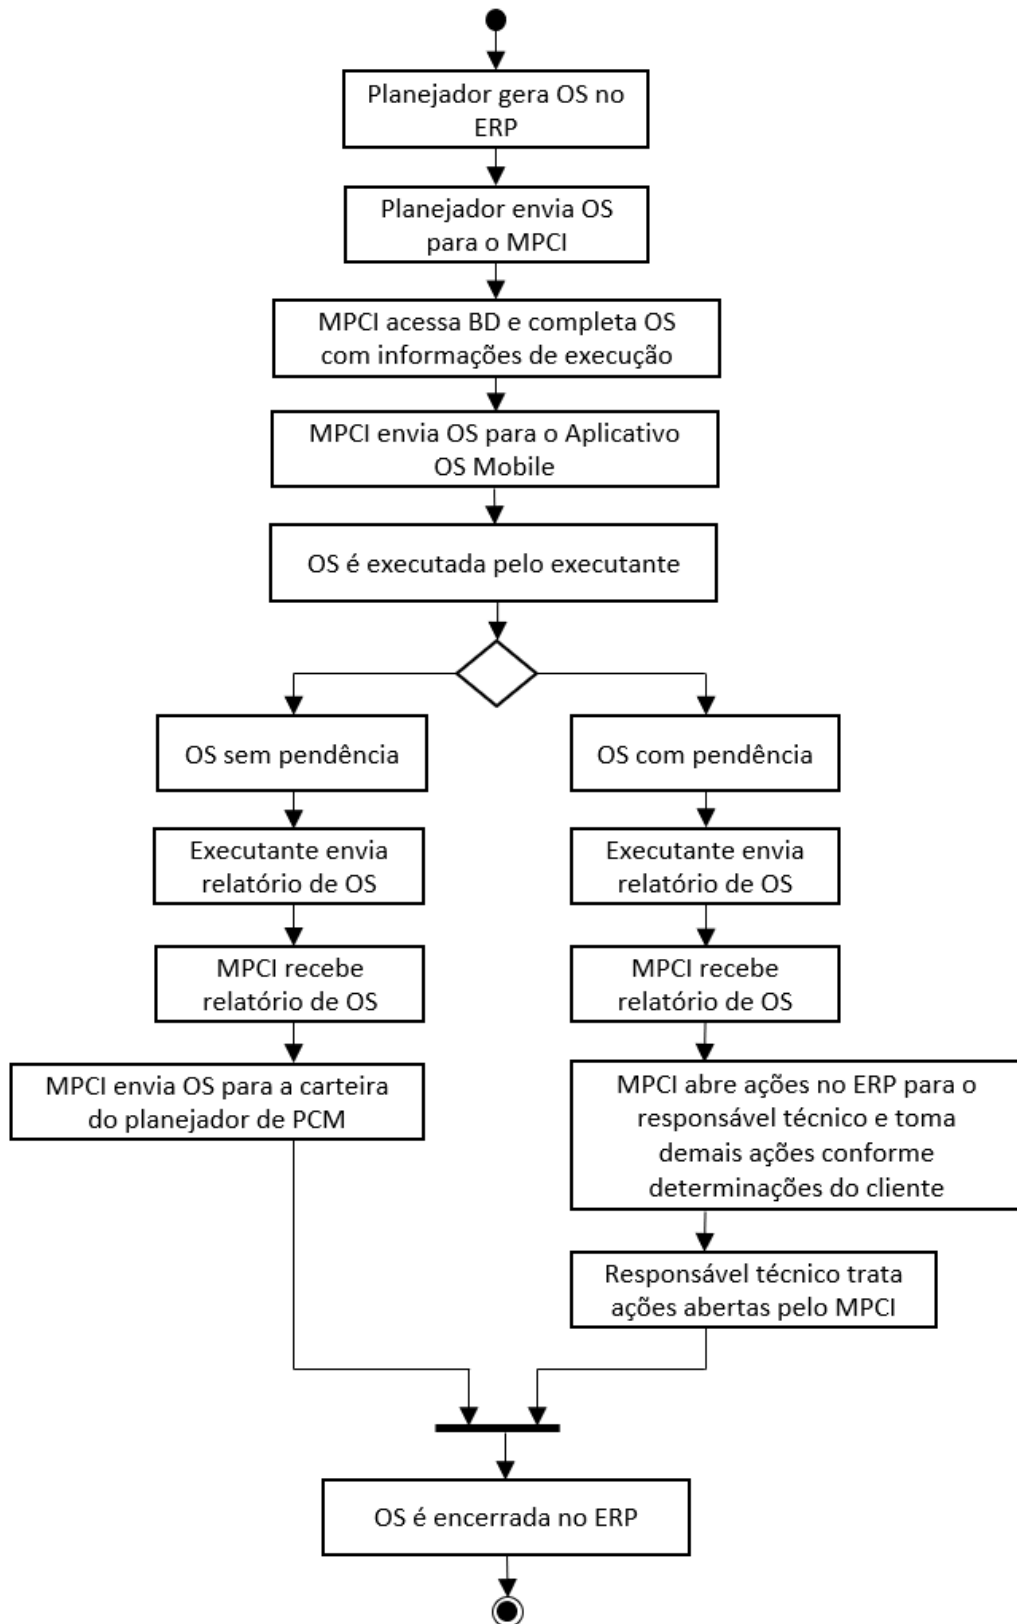 Planejador gera OS no
ERP
Planejador envia OS
para o MPCI
MPCI acessa BD e completa OS
com informações de execução
MPCI envia OS para o Aplicativo
OS Mobile
OS é executada pelo executante
OS sem pendência
OS com pendência
Executante envia
relatório de OS
Executante envia
relatório de OS
MPCI recebe
relatório de OS
MPCI recebe
relatório de OS
MPCI envia OS para a carteira
do planejador de PCM
MPCI abre ações no ERP para o
responsável técnico e toma
demais ações conforme
determinações do cliente
Responsável técnico trata
ações abertas pelo MPCI
OS é encerrada no ERP